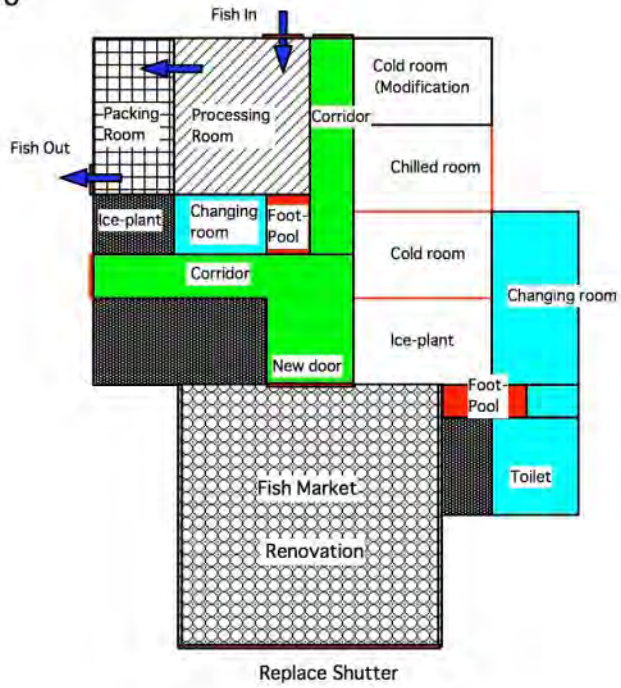 Fish In
Cold room
(Modification
Packing
Room
Processing
Room
Corridor
Fish Out
Chilled room
Ice-plant
Changing
room
Foot-
Pool
Cold room
Corridor
Changing room
Ice-plant
New door
Foot-
Pool
Toilet
Fish Market
Renovation
Replace Shutter